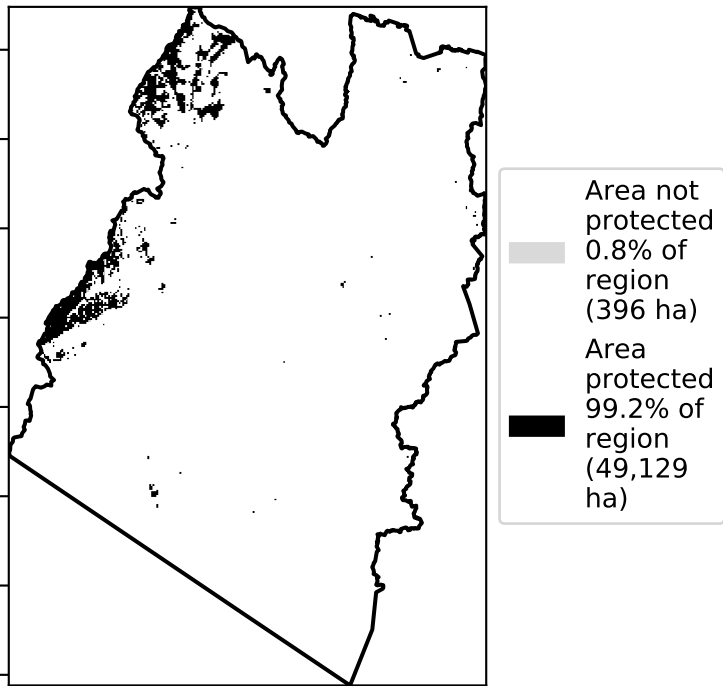 Area not
protected
0.8% of
region
(396 ha)
Area
protected
99.2% of
region
(49,129
ha)